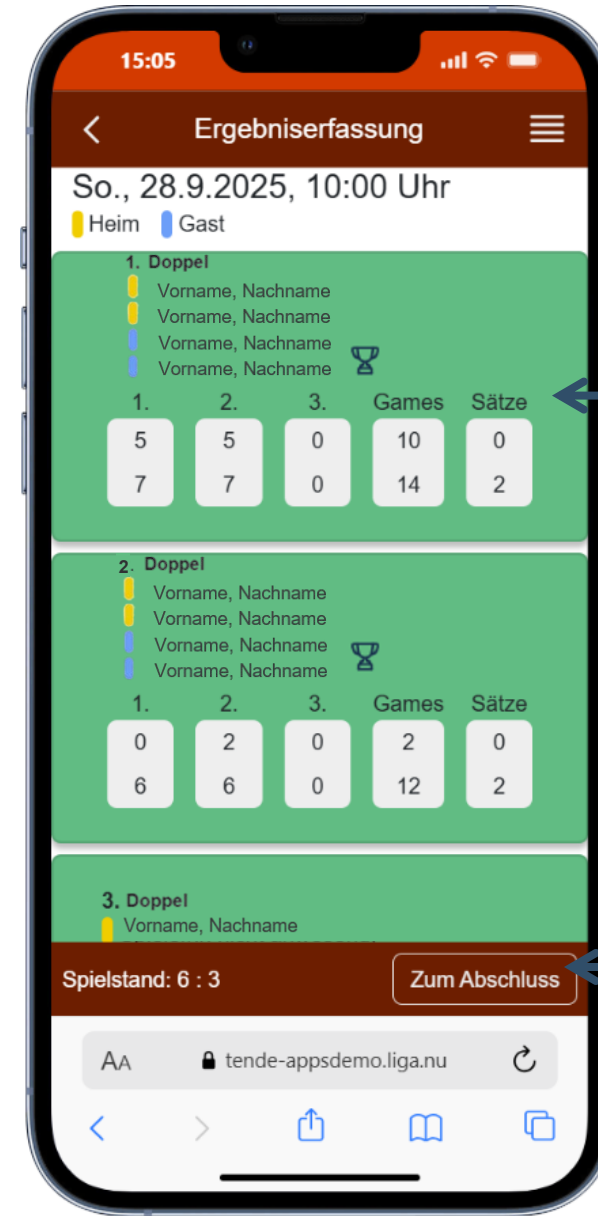 15:05
Ergebniserfassung
So., 28.9.2025, 10:00 Uhr
Heim Gast
1. Doppel
Vorname, Nachname
Vorname, Nachname
Vorname, Nachname
Vorname, Nachname
1. 2. 3. Games Sätze
5 5 0 10 0
7 7 0 14 2
2. Doppel
Vorname, Nachname
Vorname, Nachname
Vorname, Nachname
Vorname, Nachname
1. 2. 3. Games Sätze
0 2 0 2 0
6 6 0 12 2
3. Doppel
Vorname, Nachname
Spielstand: 6 : 3 Zum Abschluss
AA tende-appsdemo.liga.nu